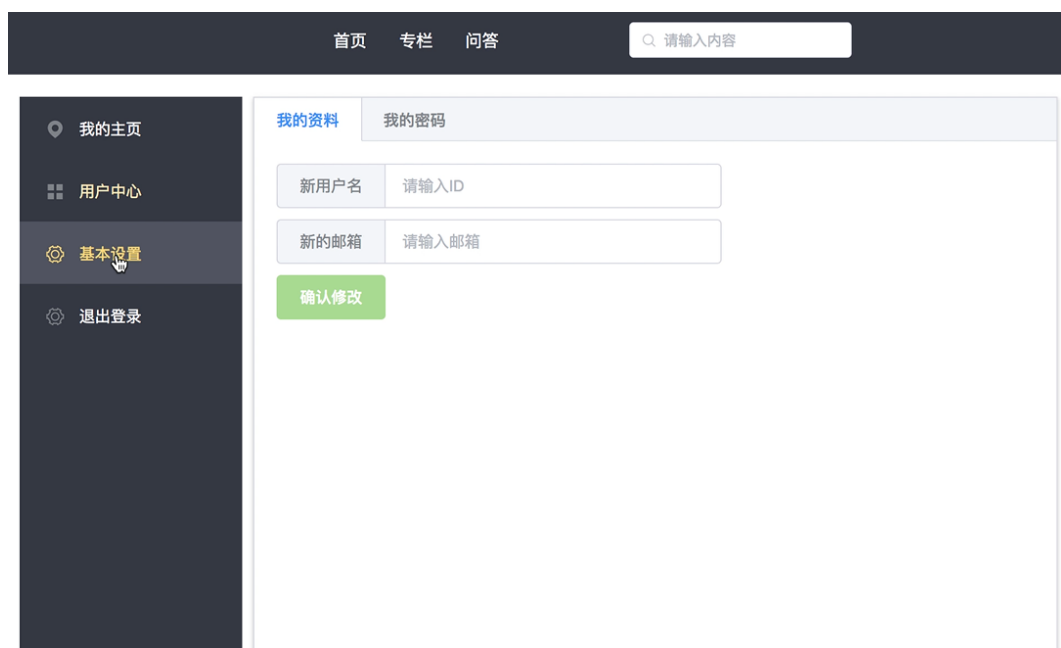 首页 专栏 问答 请输入内容
我的主页
用户中心
基本设置
退出登录
我的资料 我的密码
新用户名 请输入ID
新的邮箱 请输入邮箱
确认修改